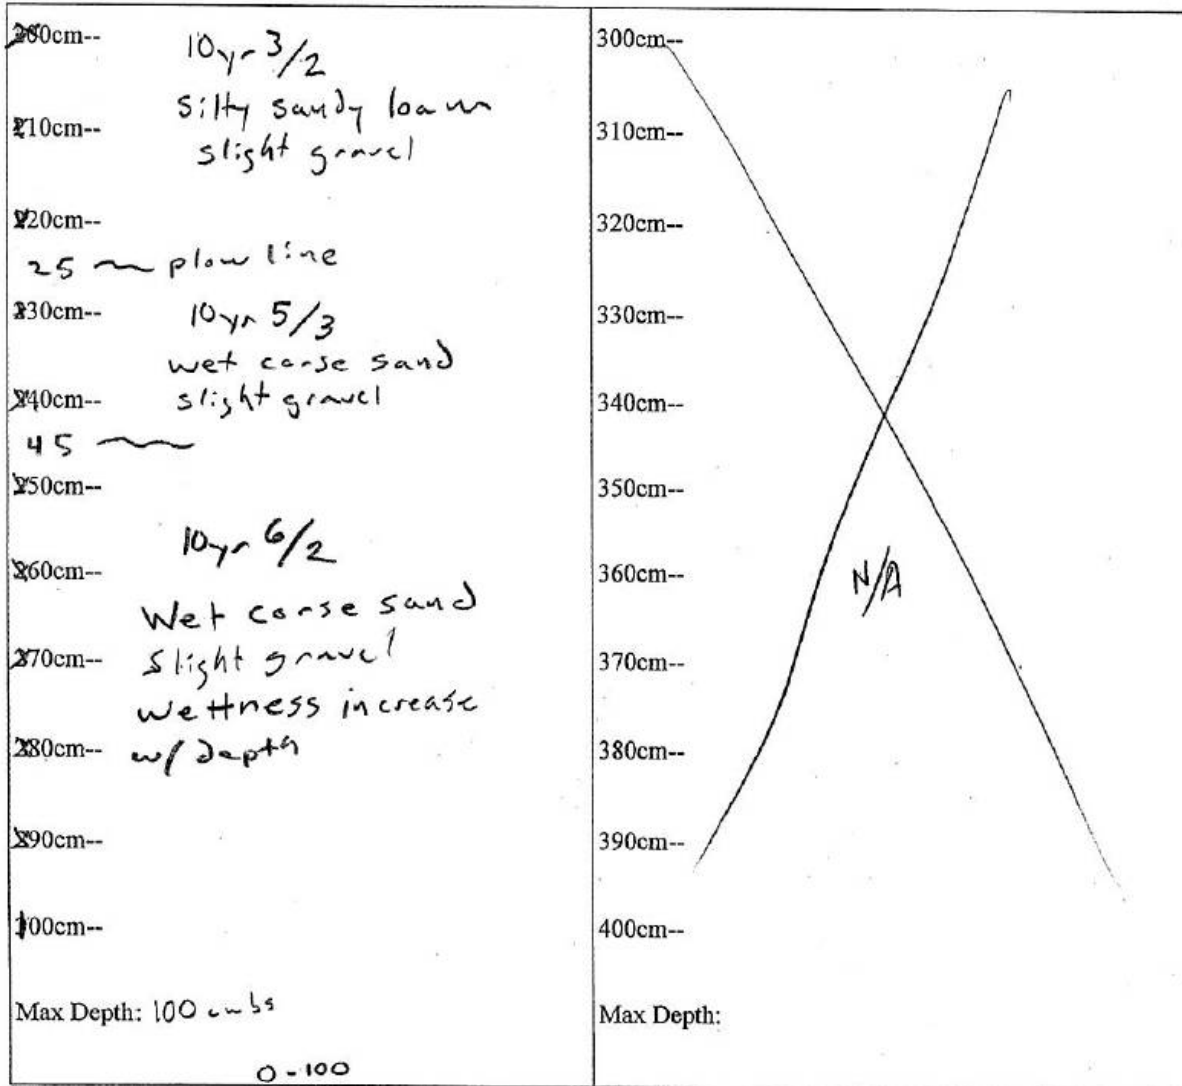 200cm--
10yr 3/2
silty sandy loam
210cm--
slight gravel
220cm--
25 ~ plow line
230cm--
10yr 5/3
wet corse sand
240cm--
slight gravel
45 ~
250cm--
10yr 6/2
260cm--
Wet corse sand
270cm--
slight gravel
wettness increase
280cm--
w/ depth
290cm--
100cm--
Max Depth: 100 cmbs
0-100
300cm--
310cm--
320cm--
330cm--
340cm--
350cm--
360cm--
N/A
370cm--
380cm--
390cm--
400cm--
Max Depth: